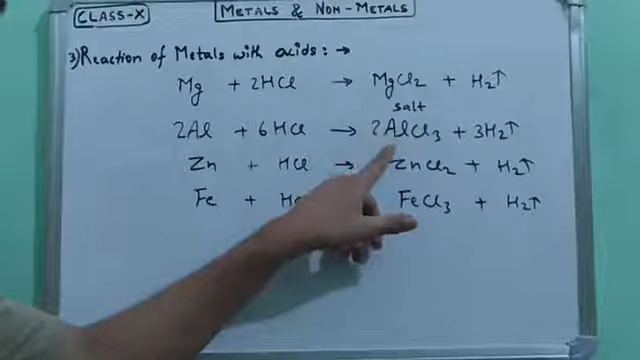 CLASS-X
METALS & NON-METALS
3) Reaction of Metals with acids: →
Mg + 2HCl → MgCl2 + H2↑
salt
2Al + 6HCl → 2AlCl3 + 3H2↑
Zn + HCl → ZnCl2 + H2↑
Fe + FeCl3 + H2↑